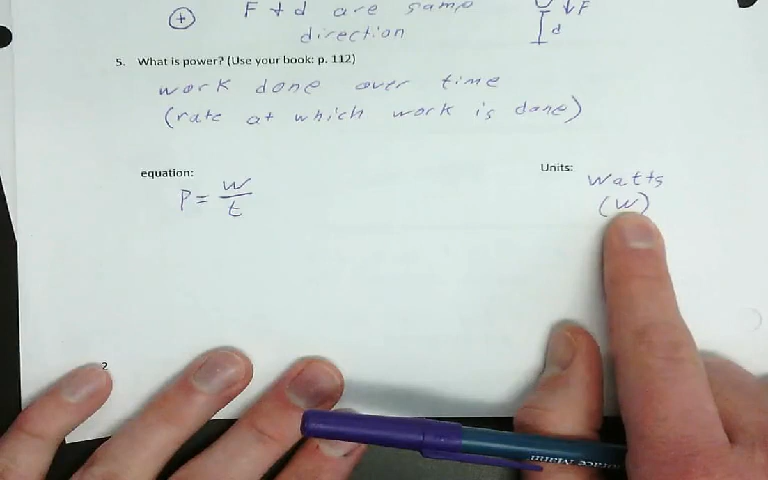 (+) F + d are same ↓F
direction d
5. What is power? (Use your book: p. 112)
work done over time
(rate at which work is done)
equation: Units:
P = W/t Watts
(W)
2